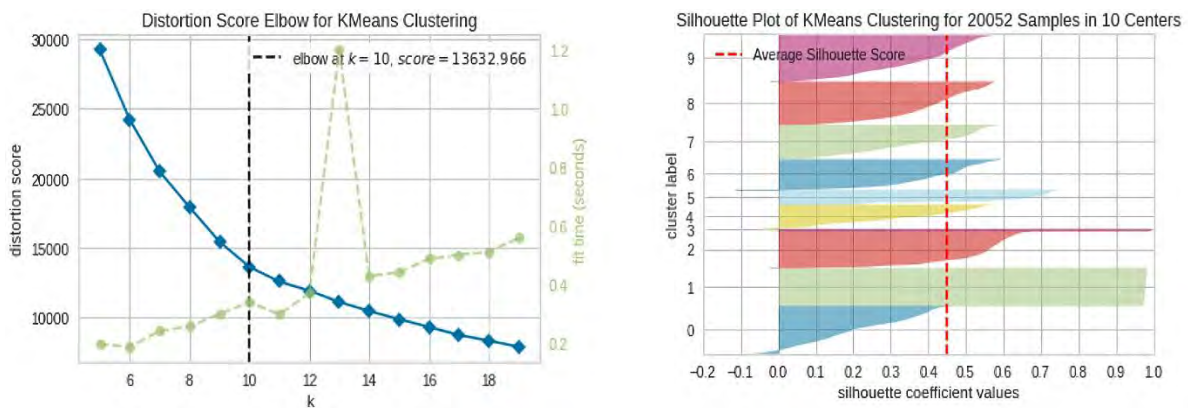 Distortion Score Elbow for KMeans Clustering
elbow at k = 10, score = 13632.966
30000
25000
20000
15000
10000
distortion score
1.2
1.0
0.8
0.6
0.4
0.2
fit time (seconds)
6 8 10 12 14 16 18
k
Silhouette Plot of KMeans Clustering for 20052 Samples in 10 Centers
Average Silhouette Score
9
8
7
6
5
4
3
2
1
0
cluster label
−0.2 −0.1 0.0 0.1 0.2 0.3 0.4 0.5 0.6 0.7 0.8 0.9 1.0
silhouette coefficient values